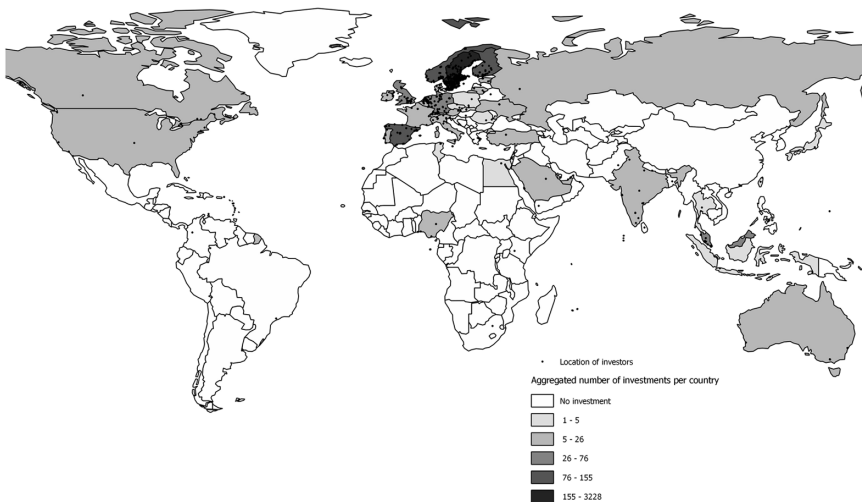 Location of investors
Aggregated number of investments per country
No investment
1 - 5
5 - 26
26 - 76
76 - 155
155 - 3228